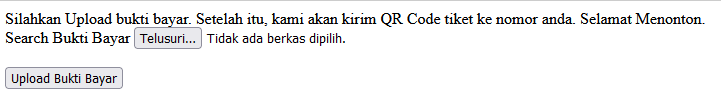 Silahkan Upload bukti bayar. Setelah itu, kami akan kirim QR Code tiket ke nomor anda. Selamat Menonton.
Search Bukti Bayar Telusuri... Tidak ada berkas dipilih.
Upload Bukti Bayar